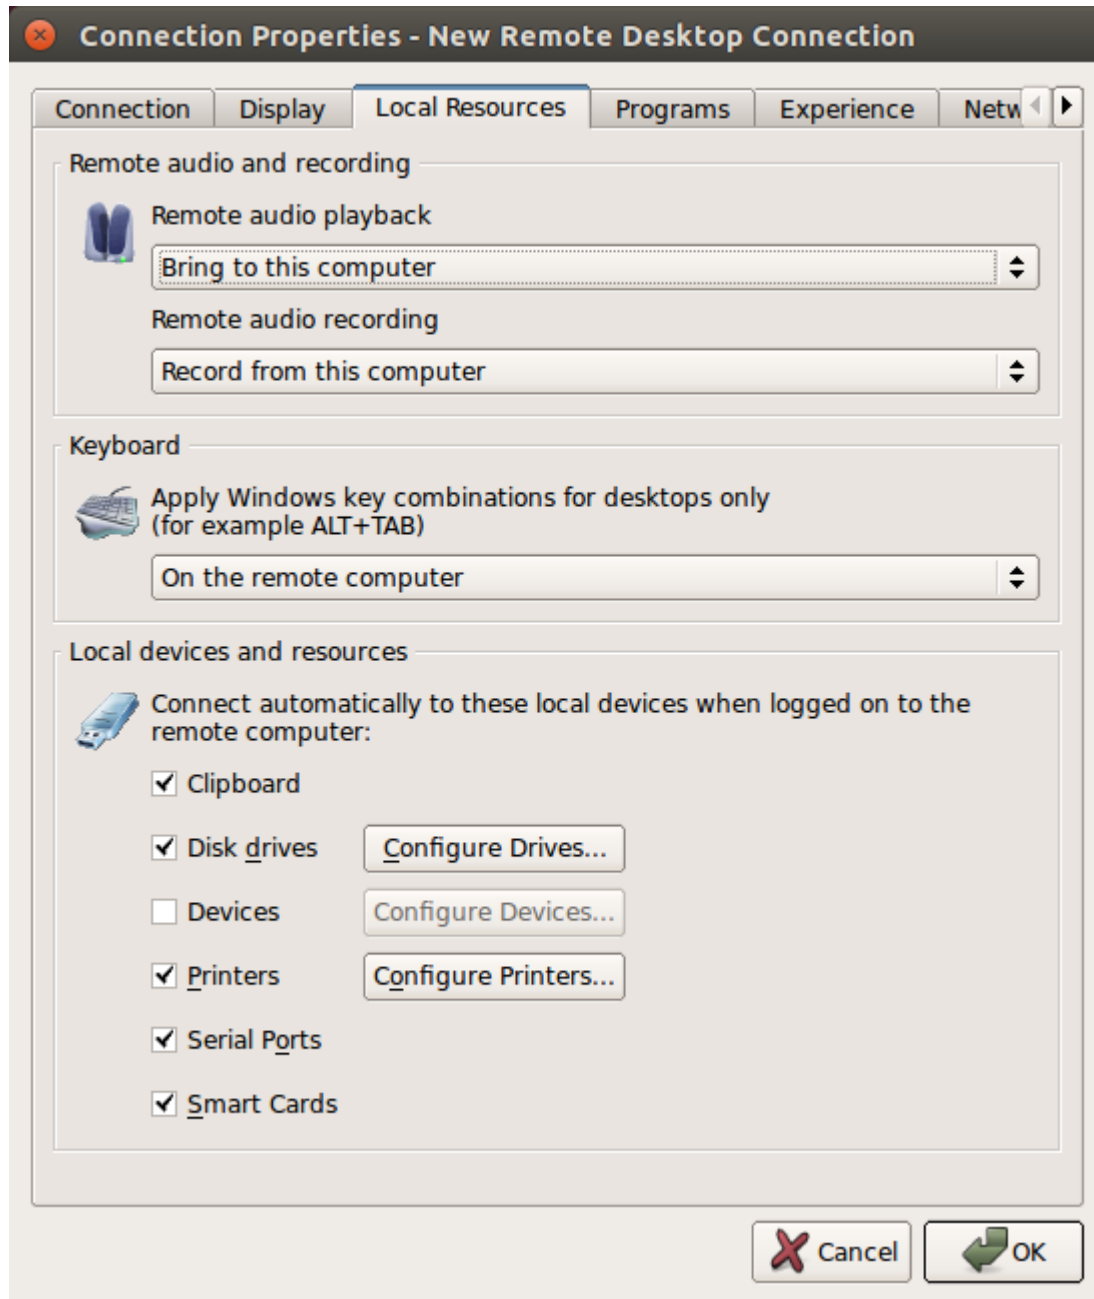 Connection Properties - New Remote Desktop Connection
Connection Display Local Resources Programs Experience Netw
Remote audio and recording
Remote audio playback
Bring to this computer
Remote audio recording
Record from this computer
Keyboard
Apply Windows key combinations for desktops only
(for example ALT+TAB)
On the remote computer
Local devices and resources
Connect automatically to these local devices when logged on to the
remote computer:
Clipboard
Disk drives Configure Drives...
Devices Configure Devices...
Printers Configure Printers...
Serial Ports
Smart Cards
Cancel OK